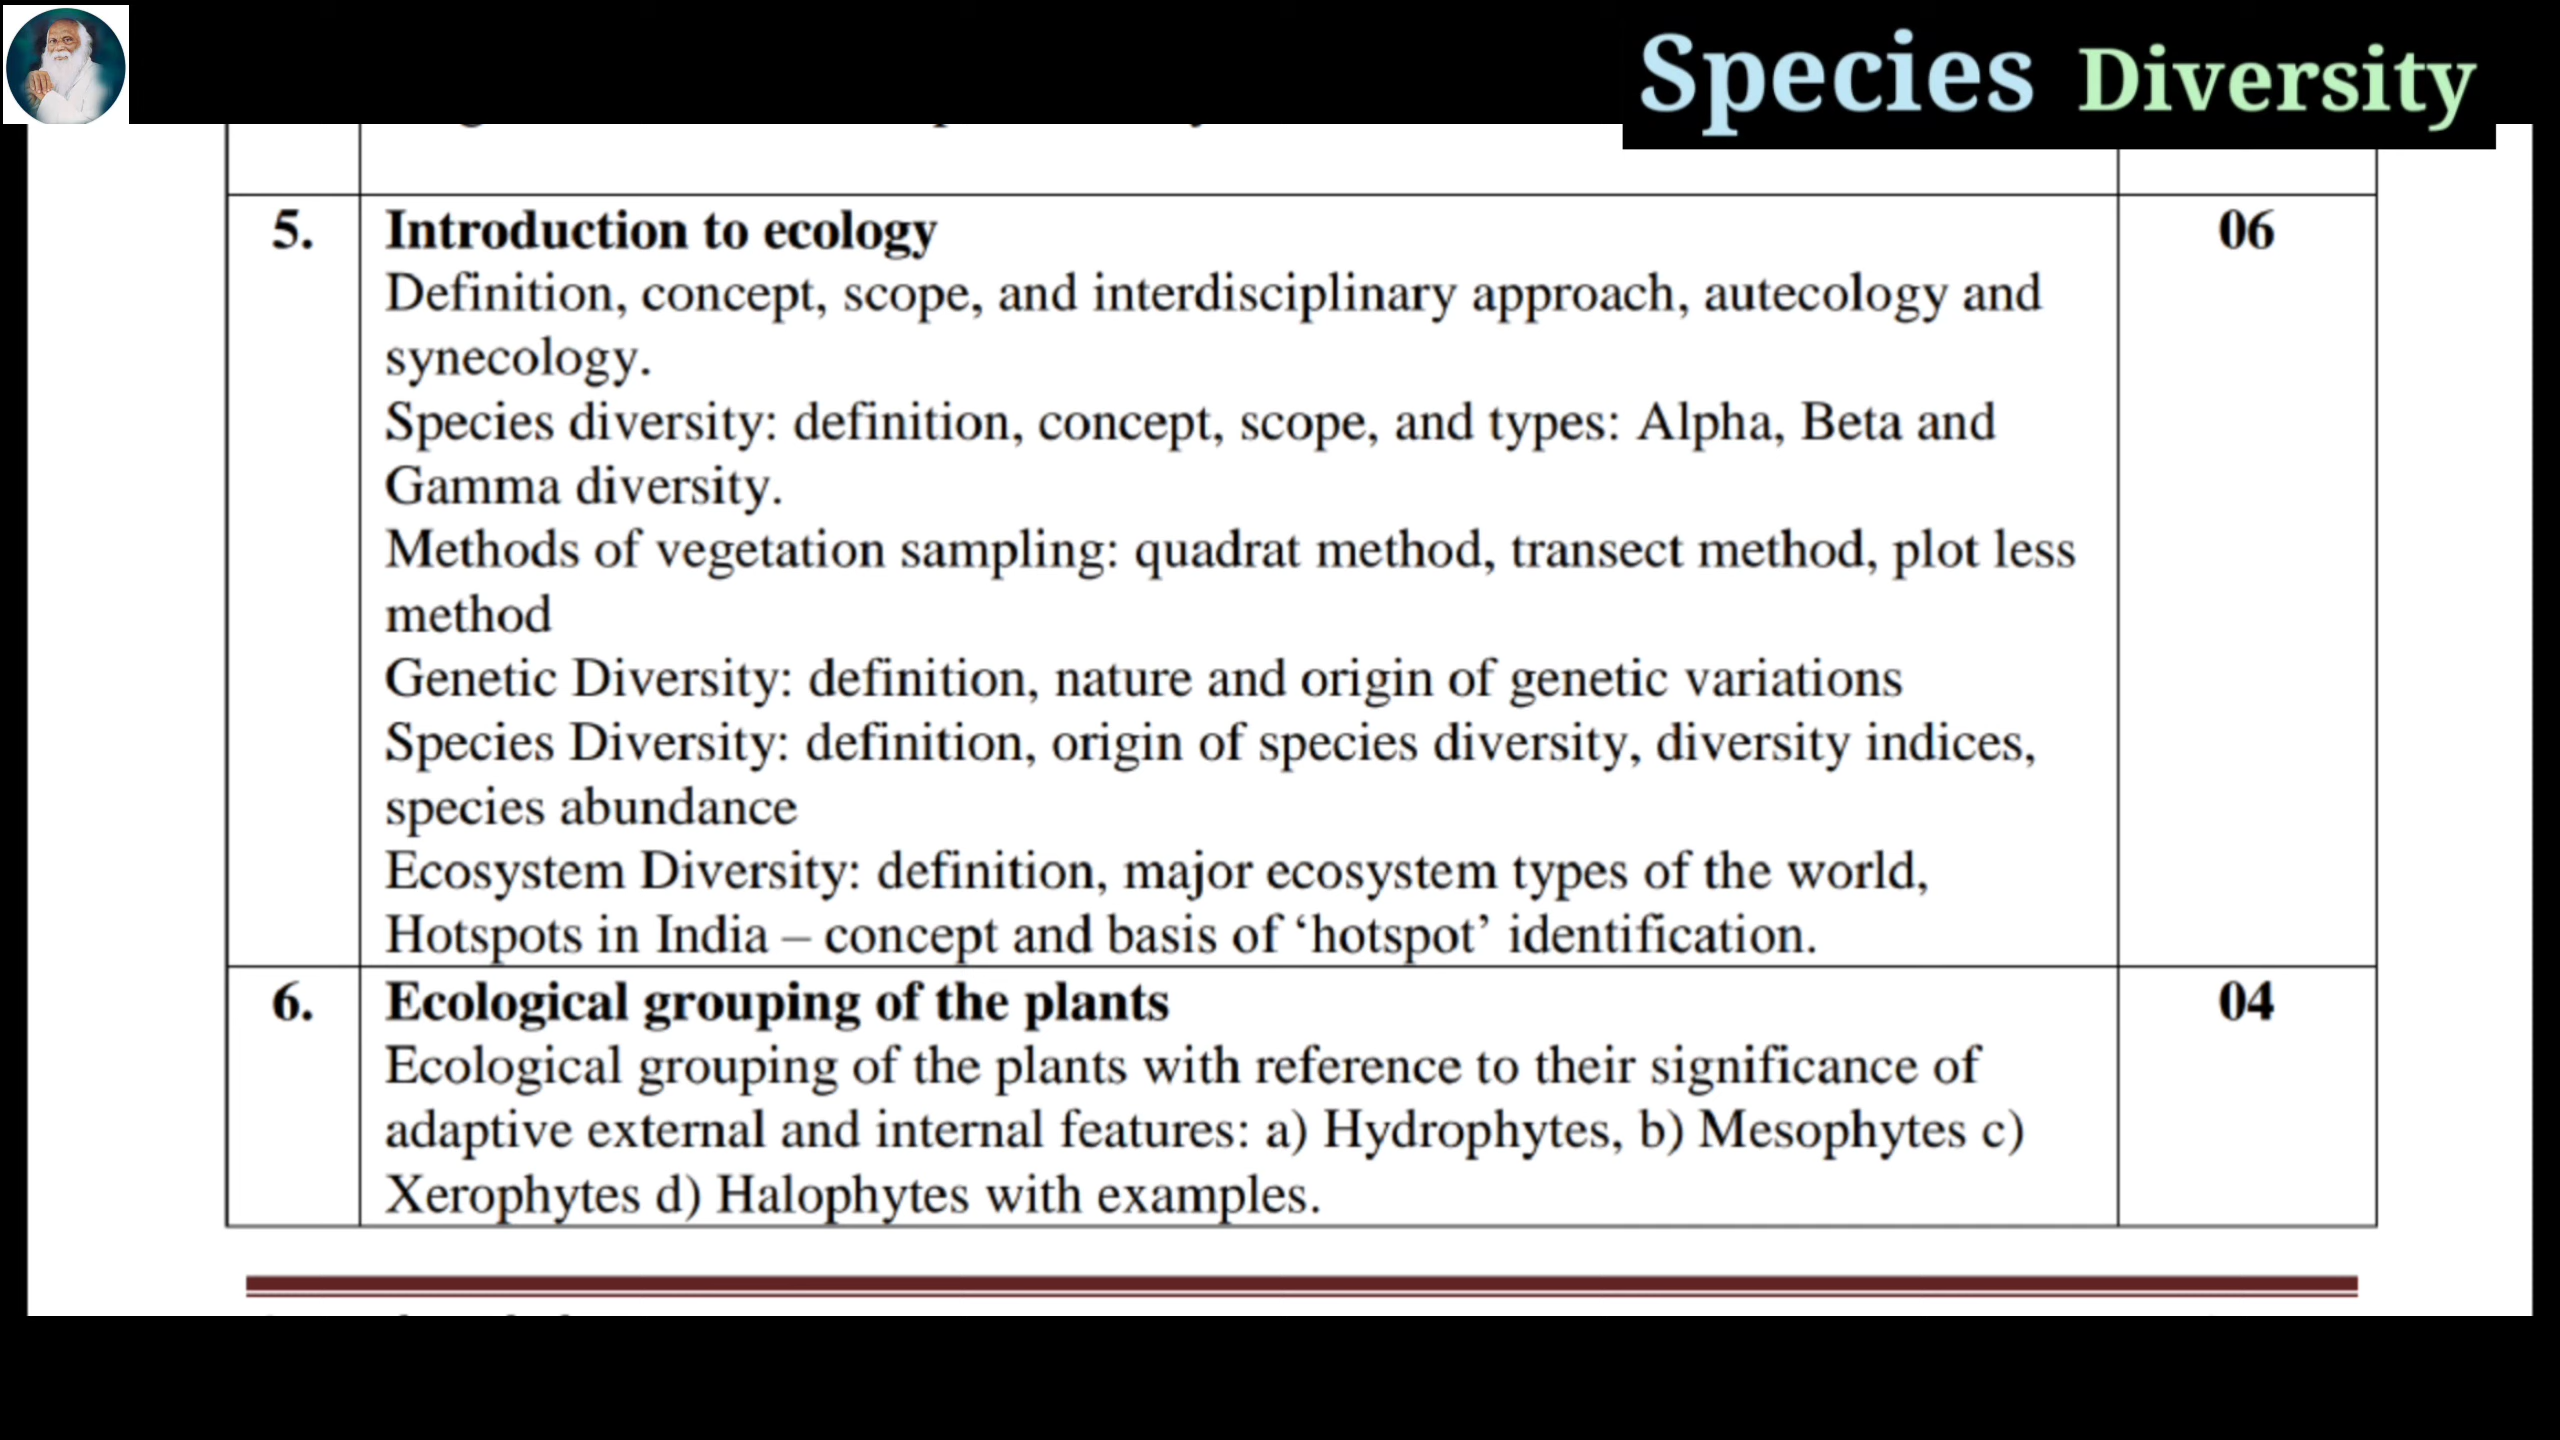 Species Diversity
5. Introduction to ecology 06
Definition, concept, scope, and interdisciplinary approach, autecology and
synecology.
Species diversity: definition, concept, scope, and types: Alpha, Beta and
Gamma diversity.
Methods of vegetation sampling: quadrat method, transect method, plot less
method
Genetic Diversity: definition, nature and origin of genetic variations
Species Diversity: definition, origin of species diversity, diversity indices,
species abundance
Ecosystem Diversity: definition, major ecosystem types of the world,
Hotspots in India – concept and basis of ‘hotspot’ identification.
6. Ecological grouping of the plants 04
Ecological grouping of the plants with reference to their significance of
adaptive external and internal features: a) Hydrophytes, b) Mesophytes c)
Xerophytes d) Halophytes with examples.